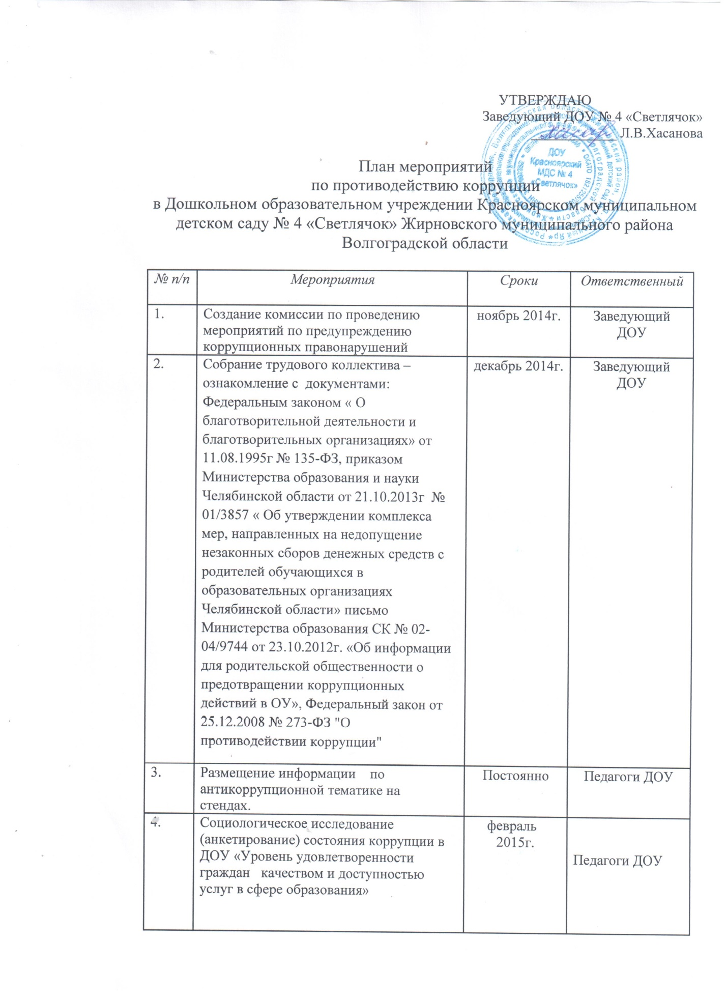 УТВЕРЖДАЮ
Заведующий ДОУ № 4 «Светлячок»
Л.В.Хасанова
ДОУ
Красноярский
МДС № 4
«Светлячок»
План мероприятий
по противодействию коррупции
в Дошкольном образовательном учреждении Красноярском муниципальном
детском саду № 4 «Светлячок» Жирновского муниципального района
Волгоградской области
№ п/п Мероприятия Сроки Ответственный
1. Создание комиссии по проведению ноябрь 2014г. Заведующий
мероприятий по предупреждению ДОУ
коррупционных правонарушений
2. Собрание трудового коллектива – декабрь 2014г. Заведующий
ознакомление с документами: ДОУ
Федеральным законом « О
благотворительной деятельности и
благотворительных организациях» от
11.08.1995г № 135-ФЗ, приказом
Министерства образования и науки
Челябинской области от 21.10.2013г №
01/3857 « Об утверждении комплекса
мер, направленных на недопущение
незаконных сборов денежных средств с
родителей обучающихся в
образовательных организациях
Челябинской области» письмо
Министерства образования СК № 02-
04/9744 от 23.10.2012г. «Об информации
для родительской общественности о
предотвращении коррупционных
действий в ОУ», Федеральный закон от
25.12.2008 № 273-ФЗ "О
противодействии коррупции"
3. Размещение информации по Постоянно Педагоги ДОУ
антикоррупционной тематике на
стендах.
4. Социологическое исследование февраль
(анкетирование) состояния коррупции в 2015г.
ДОУ «Уровень удовлетворенности Педагоги ДОУ
граждан качеством и доступностью
услуг в сфере образования»